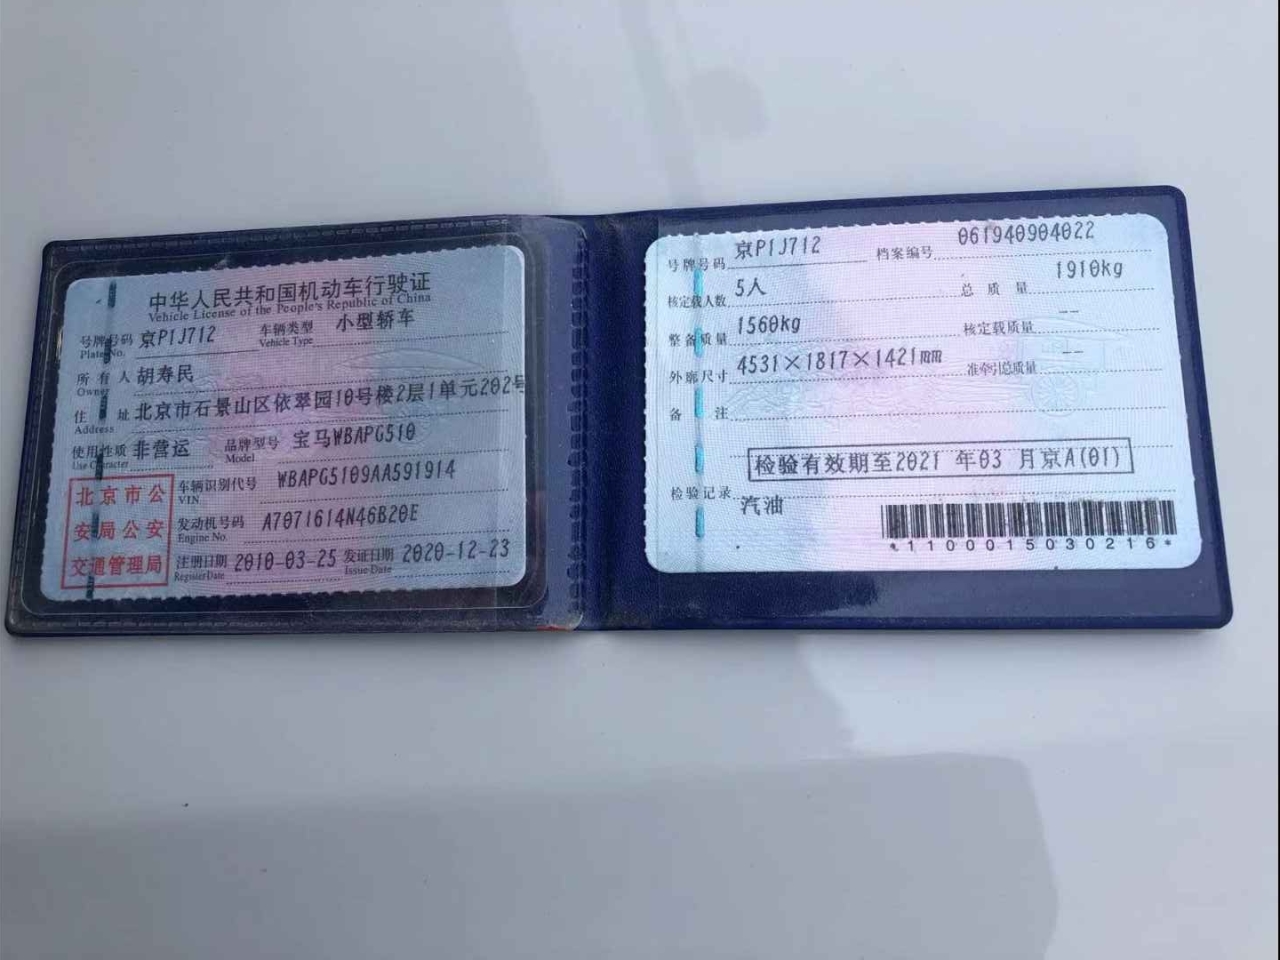 中华人民共和国机动车行驶证
Vehicle License of the People's Republic of China
号牌号码 京P1J712 车辆类型 小型轿车
Plate No. Vehicle Type
所有人 胡寿民
Owner
住址 北京市石景山区依翠园10号楼2层1单元202号
Address
使用性质 非营运 品牌型号 宝马WBAPG510
Use Character Model
车辆识别代号 WBAPG5109AA591914
VIN
发动机号码 A7071614N46B20E
Engine No.
注册日期 2010-03-25 发证日期 2020-12-23
Register Date Issue Date
北京市公
安局公安
交通管理局
号牌号码 京P1J712 档案编号 061940904022
核定载人数 5人 总质量 1910kg
整备质量 1560kg 核定载质量 --
外廓尺寸 4531×1817×1421mm 准牵引总质量 --
备注
检验有效期至2021 年03 月京A(01)
检验记录
汽油
*1100015030216*